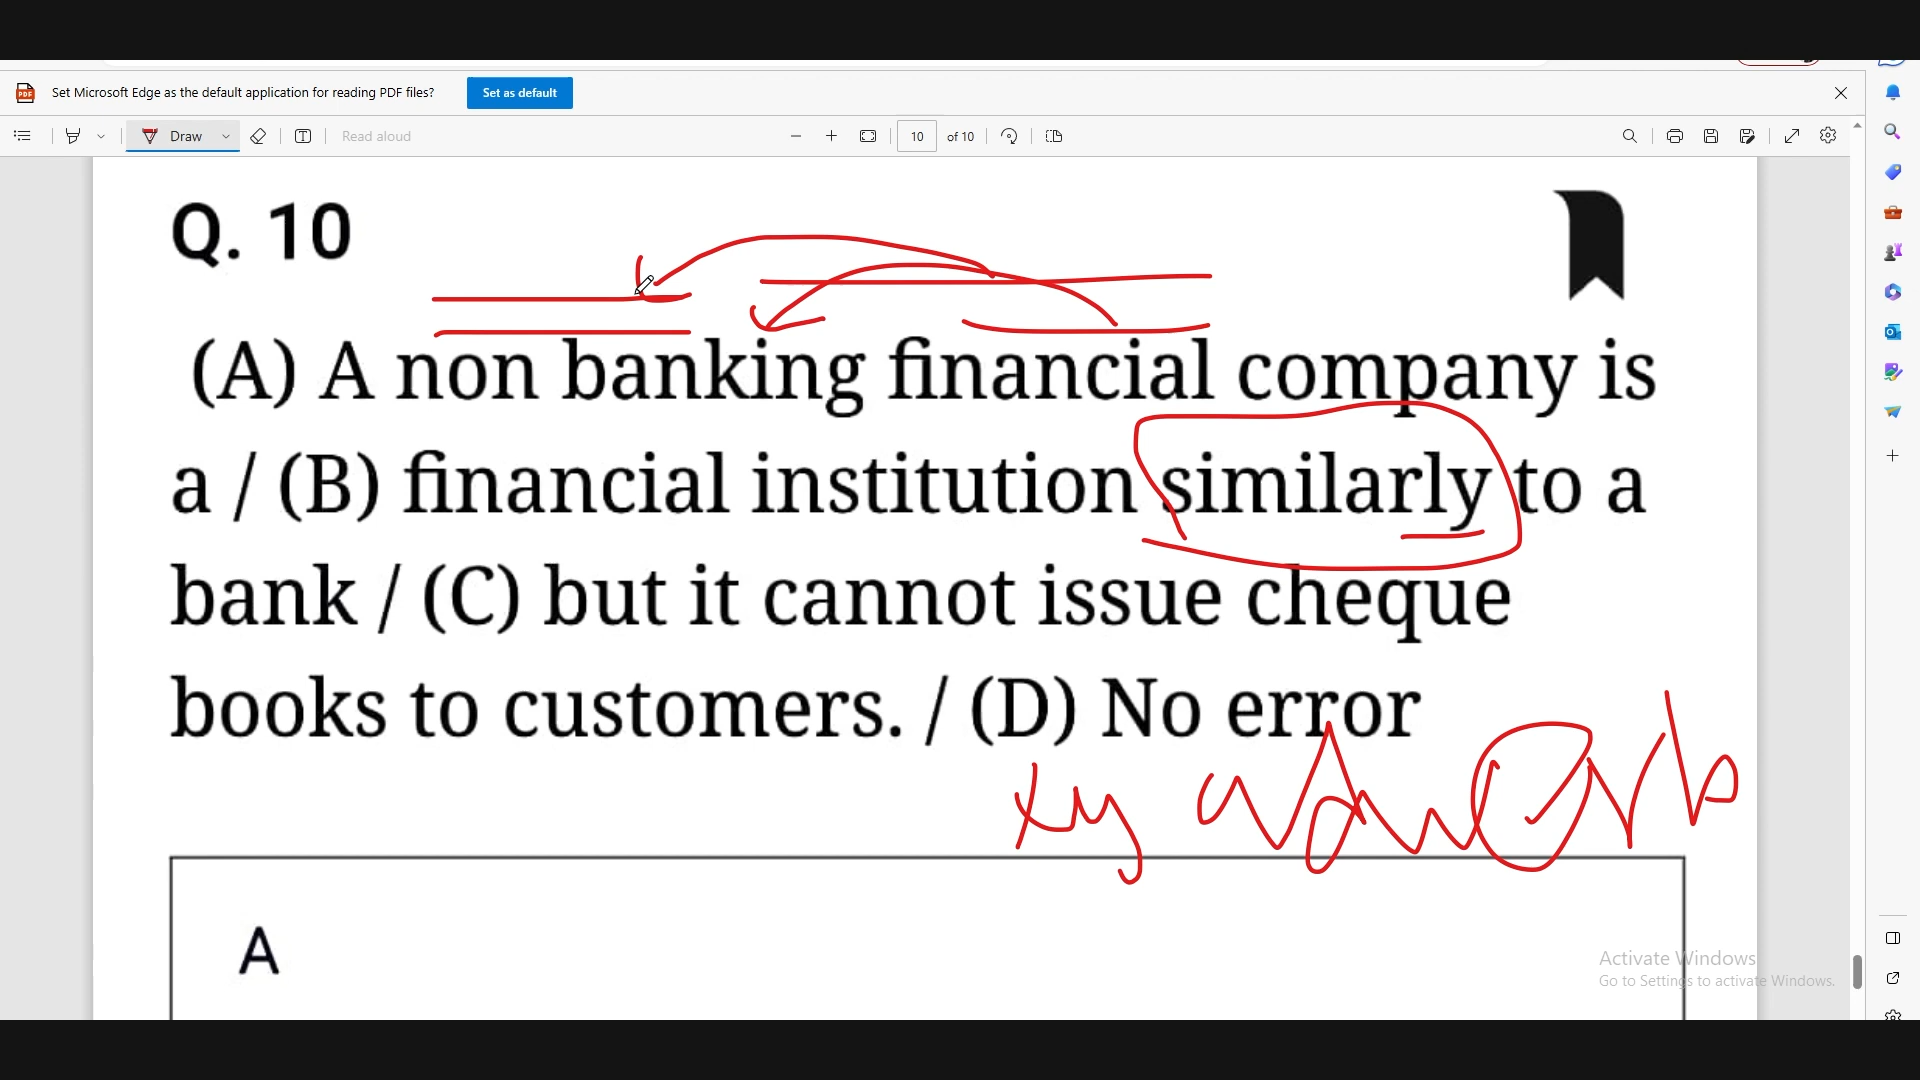 Set Microsoft Edge as the default application for reading PDF files?
Set as default
Draw
Read aloud
10
of 10
Q. 10
(A) A non banking financial company is
a / (B) financial institution similarly to a
bank / (C) but it cannot issue cheque
books to customers. / (D) No error
A
Activate Windows
Go to Settings to activate Windows.